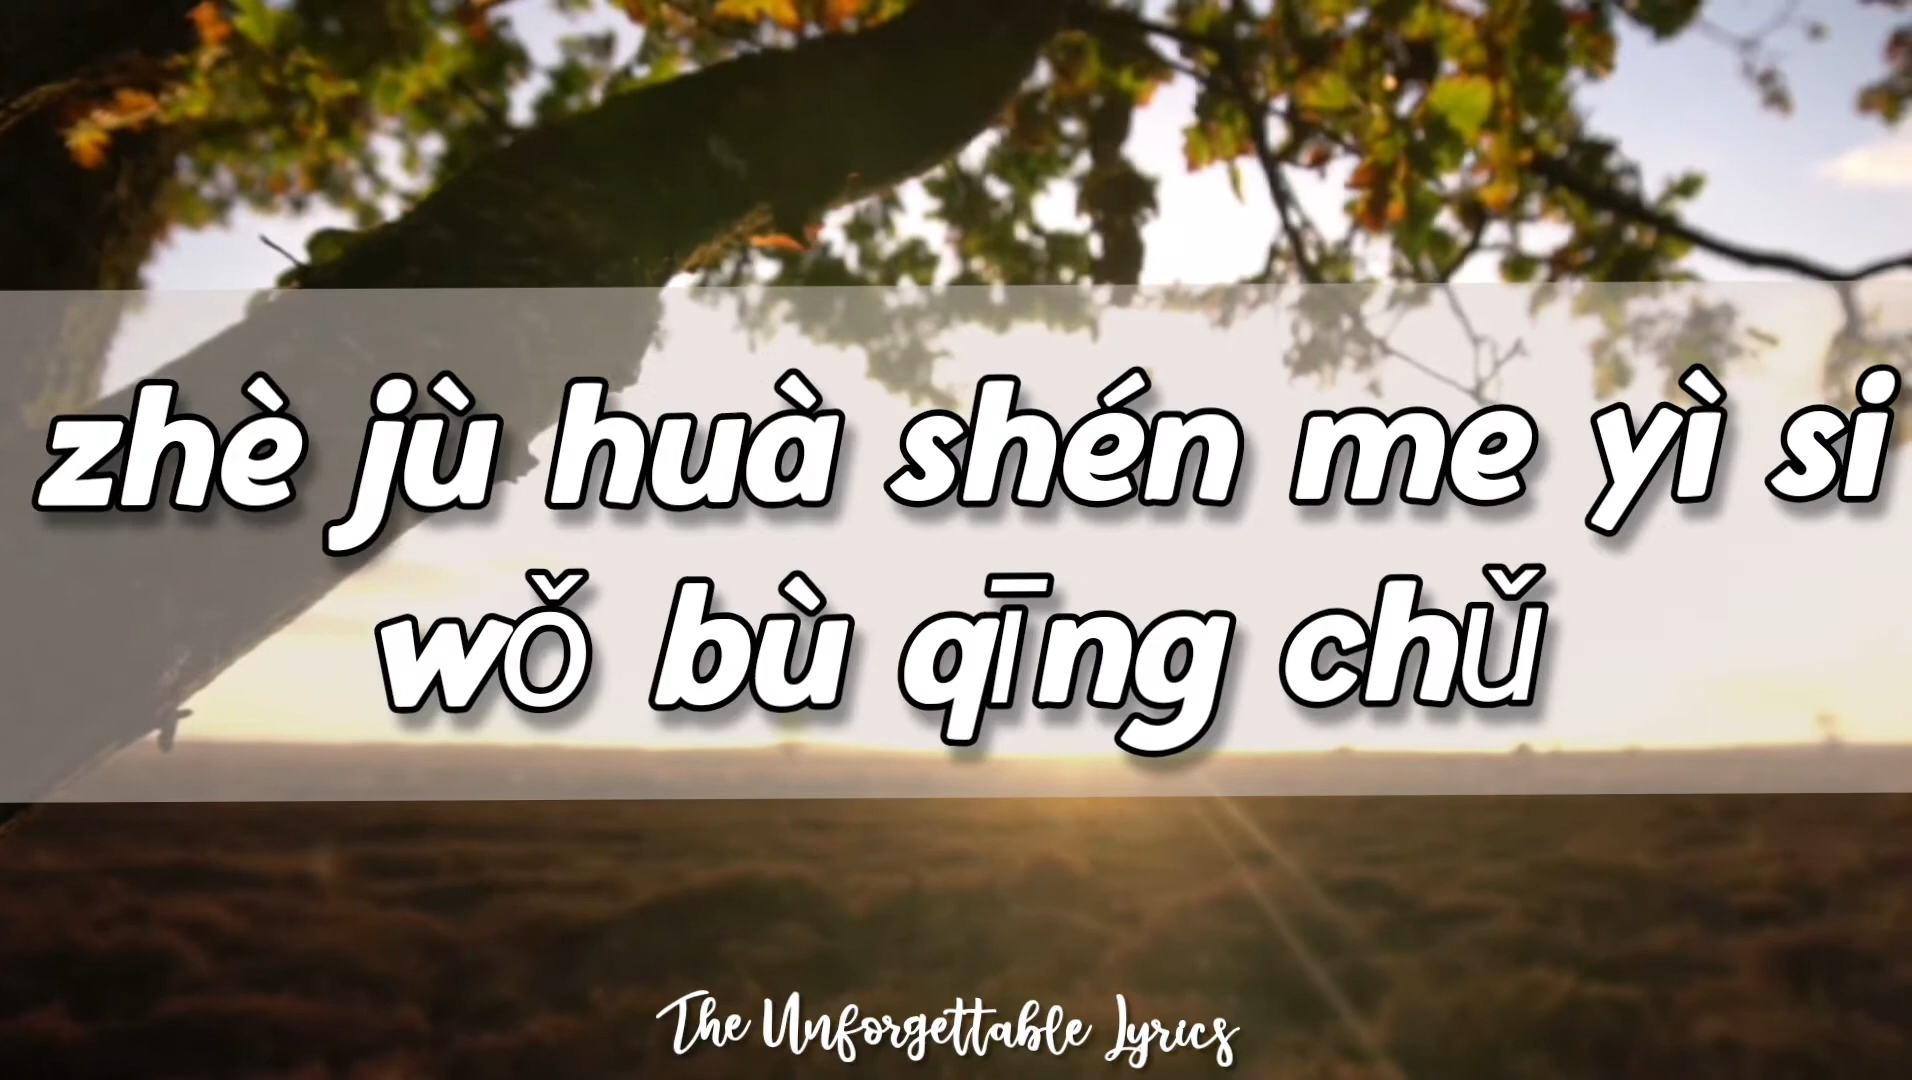 zhè jù huà shén me yì si
wǒ bù qīng chǔ
The Unforgettable Lyrics